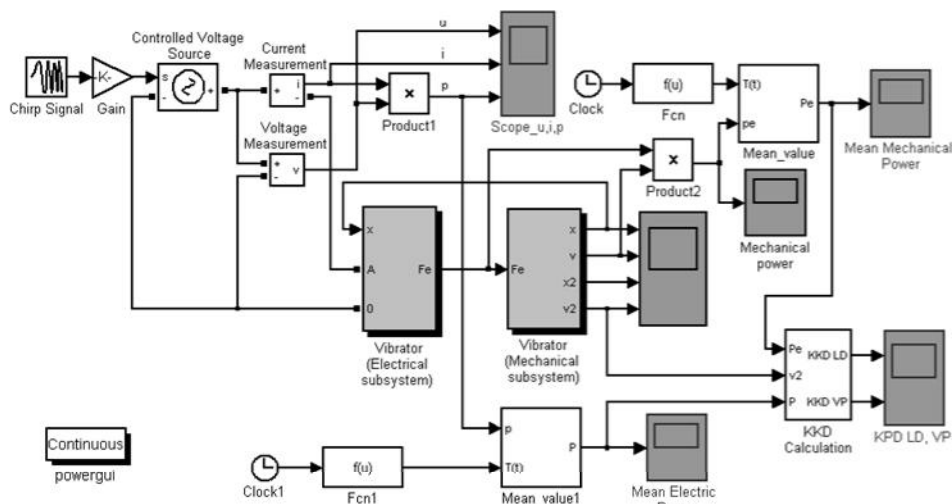 Controlled Voltage
Source
Current
Measurement
u
i
p
s
+
-
-K-
Chirp Signal
Gain
+
i
-
×
Product1
Scope_u,i,p
Voltage
Measurement
+
-
v
Clock
f(u)
Fcn
T(t)
Pe
pe
Mean_value
Mean Mechanical
Power
×
Product2
Mechanical
power
x
A
0
Fe
Vibrator
(Electrical
subsystem)
Fe
x
v
x2
v2
Vibrator
(Mechanical
subsystem)
Pe
v2
P
KKD LD
KKD VP
KKD
Calculation
KPD LD, VP
Continuous
powergui
Clock1
f(u)
Fcn1
p
T(t)
P
Mean_value1
Mean Electric